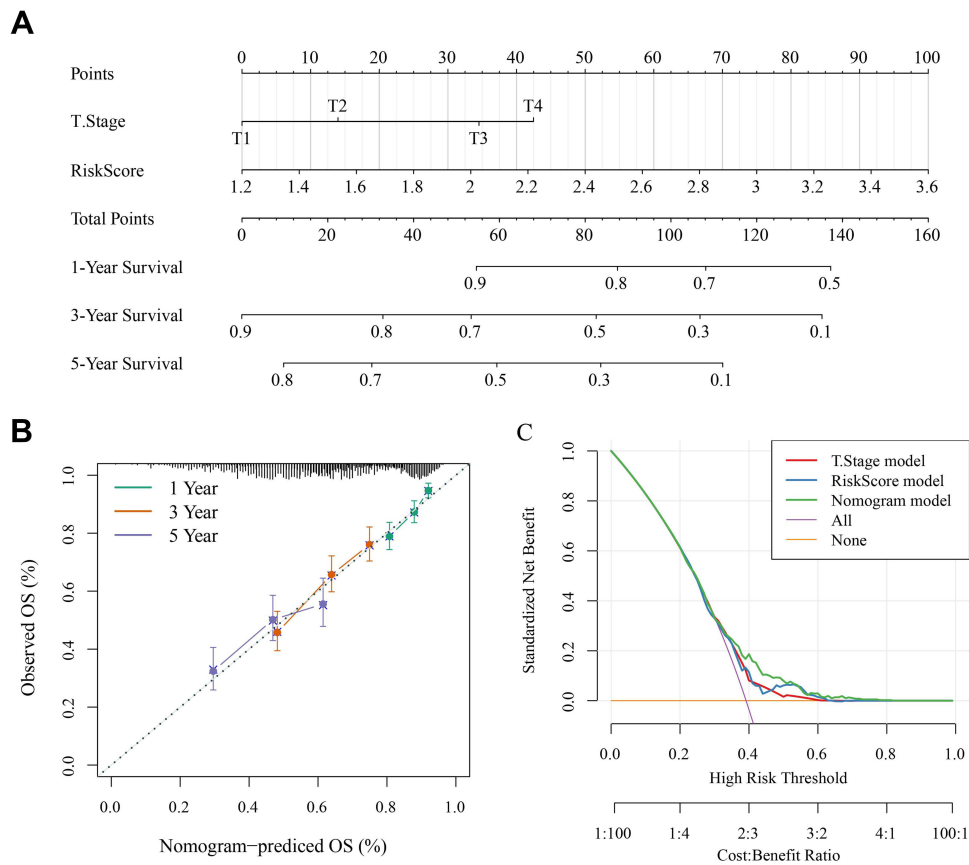 A
Points
0 10 20 30 40 50 60 70 80 90 100
T.Stage
T2 T4
T1 T3
RiskScore
1.2 1.4 1.6 1.8 2 2.2 2.4 2.6 2.8 3 3.2 3.4 3.6
Total Points
0 20 40 60 80 100 120 140 160
1-Year Survival
0.9 0.8 0.7 0.5
3-Year Survival
0.9 0.8 0.7 0.5 0.3 0.1
5-Year Survival
0.8 0.7 0.5 0.3 0.1
B
Observed OS (%)
1.0
0.8
0.6
0.4
0.2
0.0
1 Year
3 Year
5 Year
0.0 0.2 0.4 0.6 0.8 1.0
Nomogram−prediced OS (%)
C
Standardized Net Benefit
1.0
0.8
0.6
0.4
0.2
0.0
T.Stage model
RiskScore model
Nomogram model
All
None
0.0 0.2 0.4 0.6 0.8 1.0
High Risk Threshold
1:100 1:4 2:3 3:2 4:1 100:1
Cost:Benefit Ratio